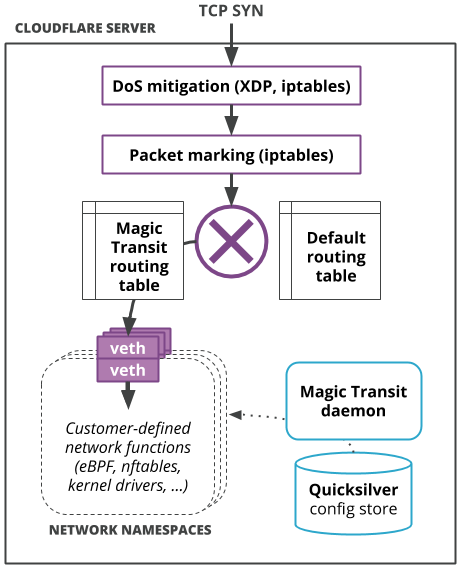 TCP SYN
CLOUDFLARE SERVER
DoS mitigation (XDP, iptables)
Packet marking (iptables)
Magic
Transit
routing
table
Default
routing
table
veth
veth
Customer-defined
network functions
(eBPF, nftables,
kernel drivers, ...)
NETWORK NAMESPACES
Magic Transit
daemon
Quicksilver
config store